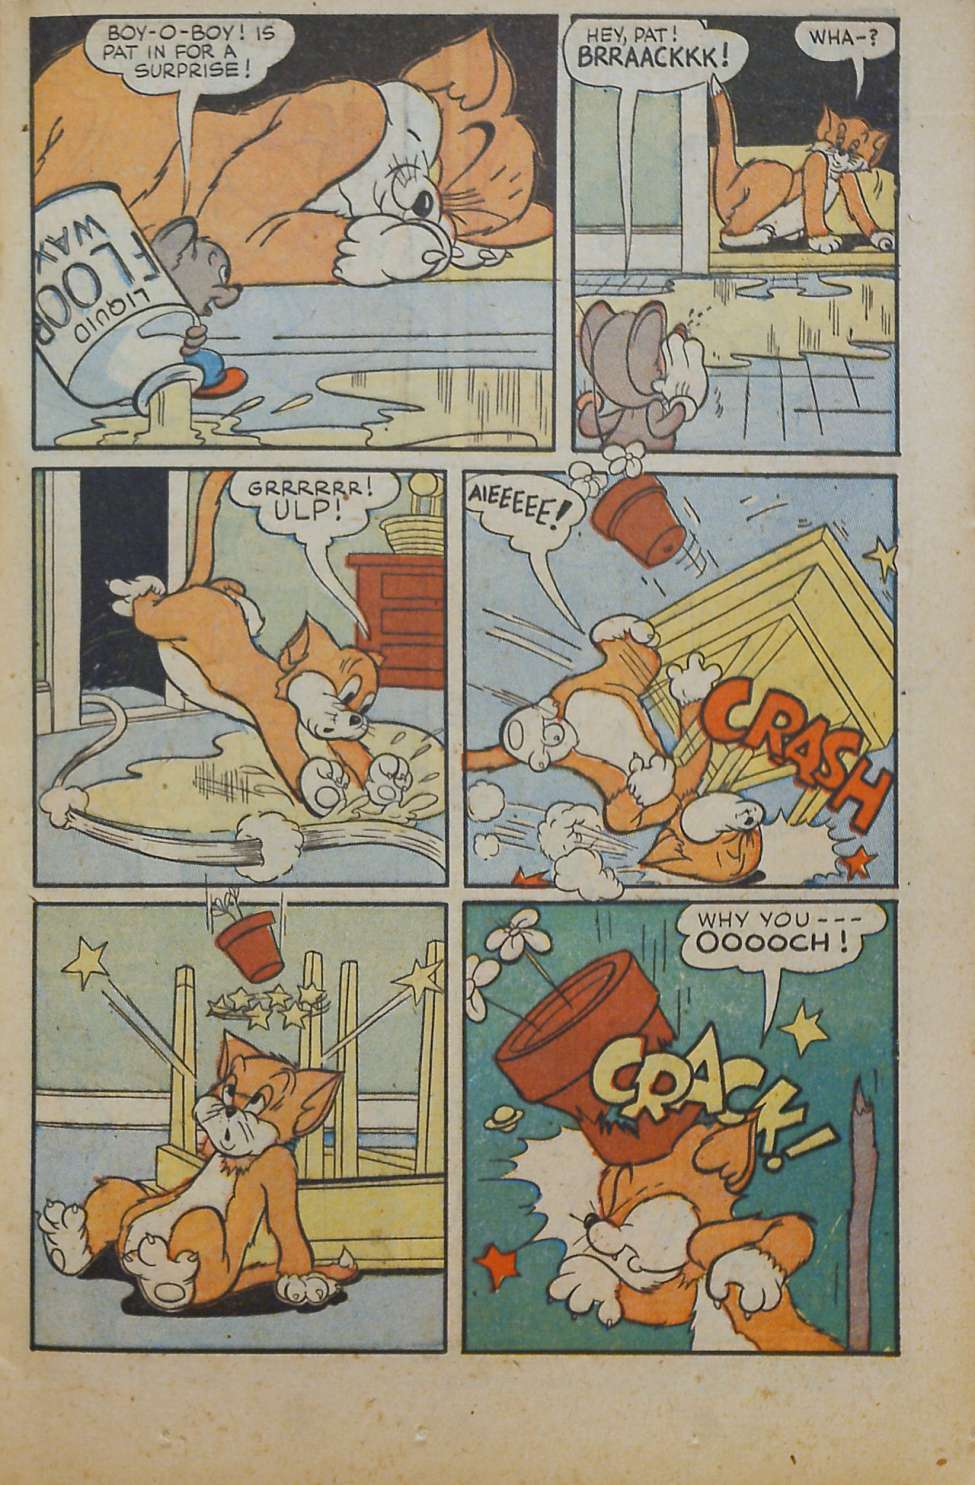 BOY-O-BOY! IS
PAT IN FOR A
SURPRISE!
LIQUID
FLOOR
WAX
HEY, PAT!
BRRAACKKK!
WHA-?
GRRRRRR!
ULP!
AIEEEEE!
CRASH
WHY YOU---
OOOOCH!
CRACK!